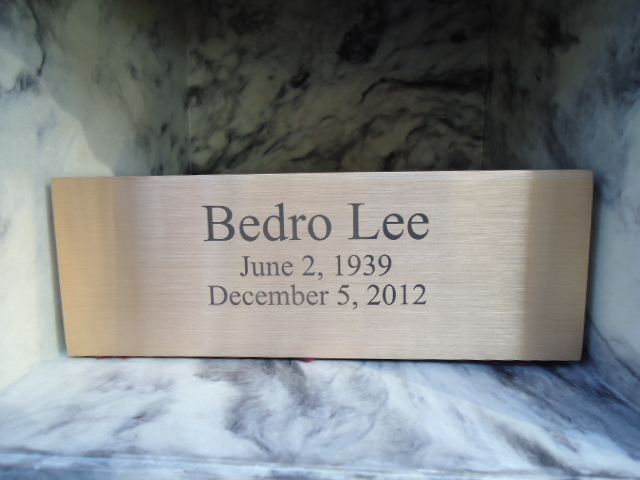 Bedro Lee
June 2, 1939
December 5, 2012